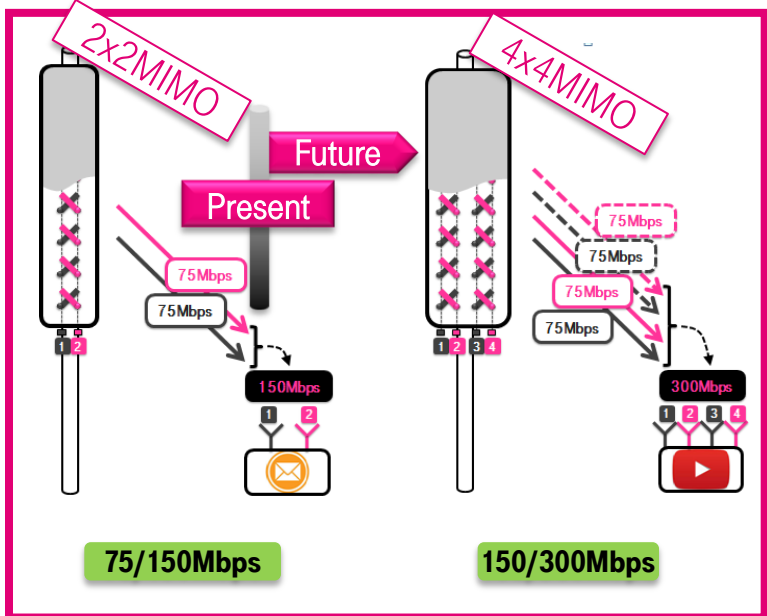 2x2MIMO
4x4MIMO
Future
Present
75Mbps
75Mbps
1 2
150Mbps
1 2
75/150Mbps
75Mbps
75Mbps
75Mbps
75Mbps
1 2 3 4
300Mbps
1 2 3 4
150/300Mbps